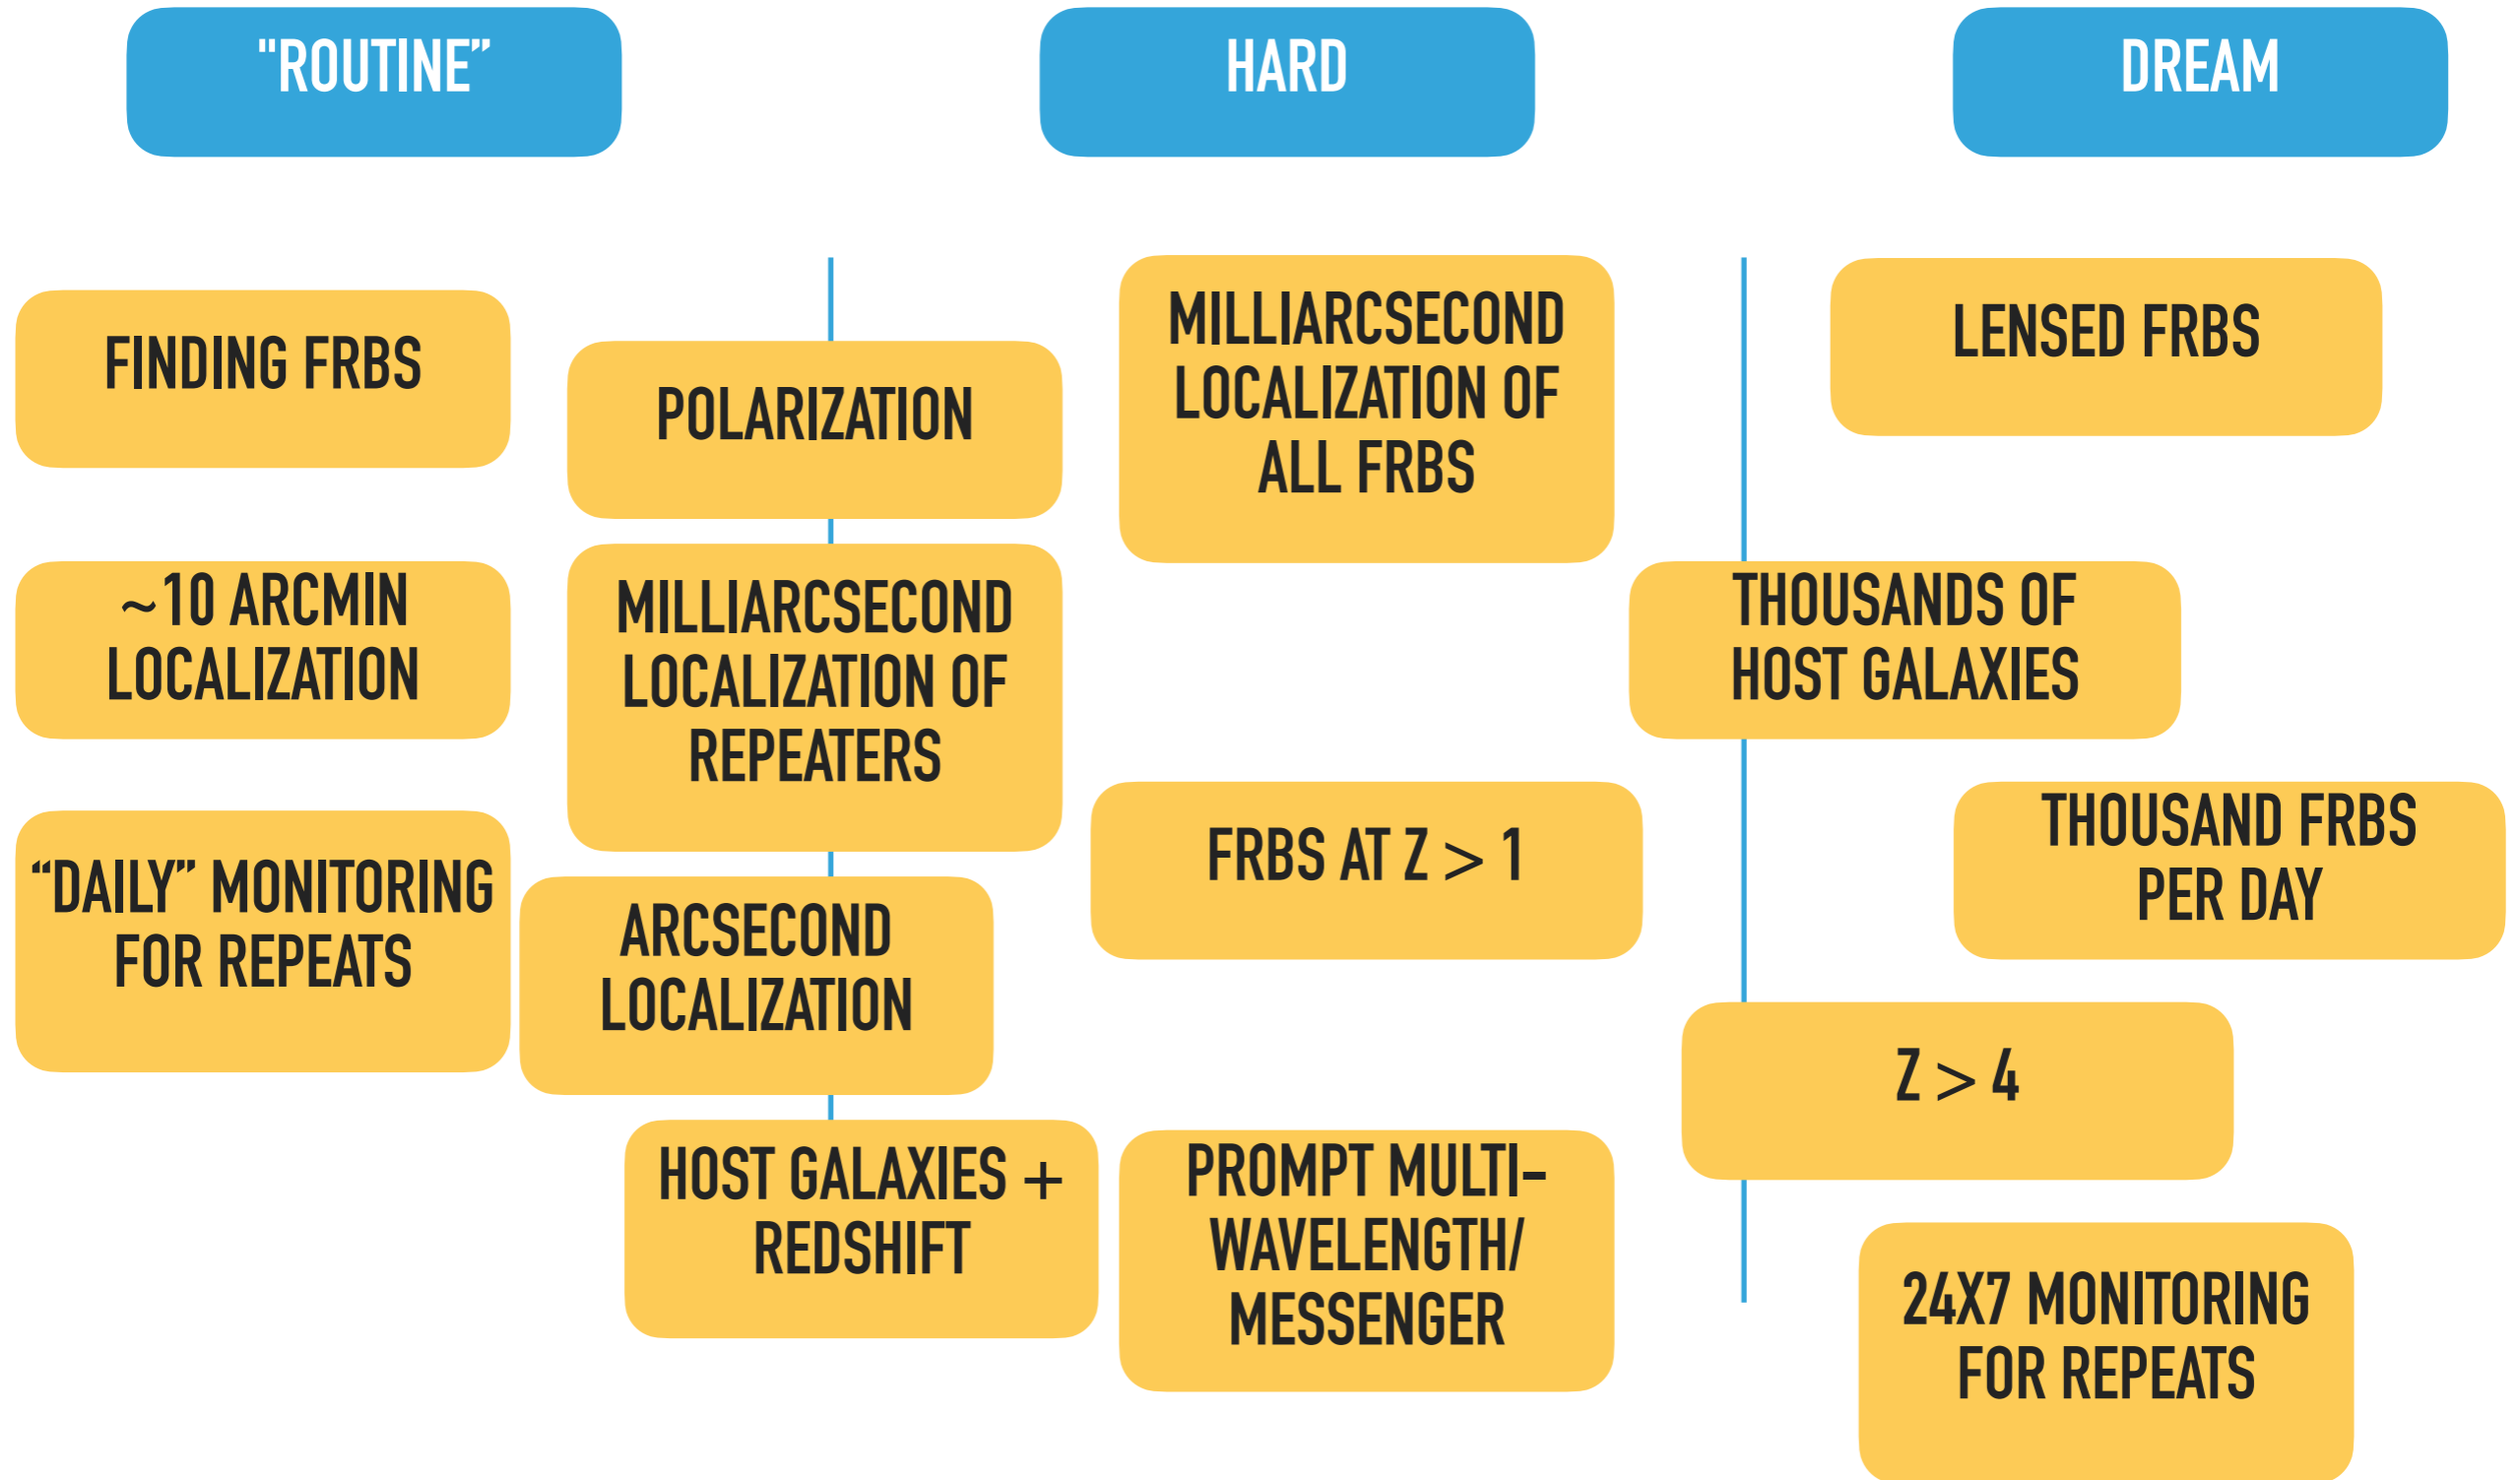 "ROUTINE”
HARD
DREAM
FINDING FRBS
~10 ARCMIN
LOCALIZATION
“DAILY” MONITORING
FOR REPEATS
POLARIZATION
MILLIARCSECOND
LOCALIZATION OF
REPEATERS
ARCSECOND
LOCALIZATION
HOST GALAXIES +
REDSHIFT
MILLIARCSECOND
LOCALIZATION OF
ALL FRBS
FRBS AT Z > 1
PROMPT MULTI-
WAVELENGTH/
MESSENGER
LENSED FRBS
THOUSANDS OF
HOST GALAXIES
THOUSAND FRBS
PER DAY
Z > 4
24X7 MONITORING
FOR REPEATS